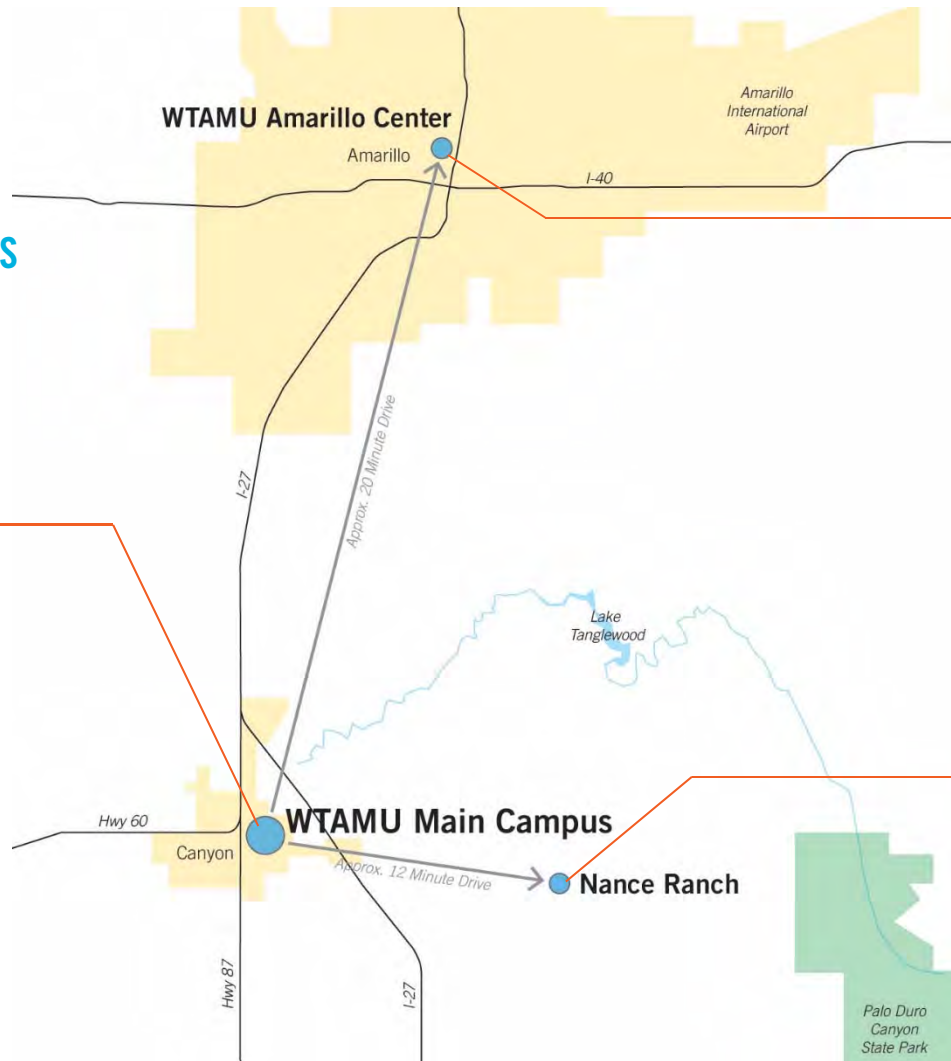 WTAMU Amarillo Center
Amarillo
Amarillo
International
Airport
I-40
S
I-27
Approx. 20 Minute Drive
Lake
Tanglewood
Hwy 60
WTAMU Main Campus
Canyon
Approx. 12 Minute Drive
Nance Ranch
Hwy 87
I-27
Palo Duro
Canyon
State Park